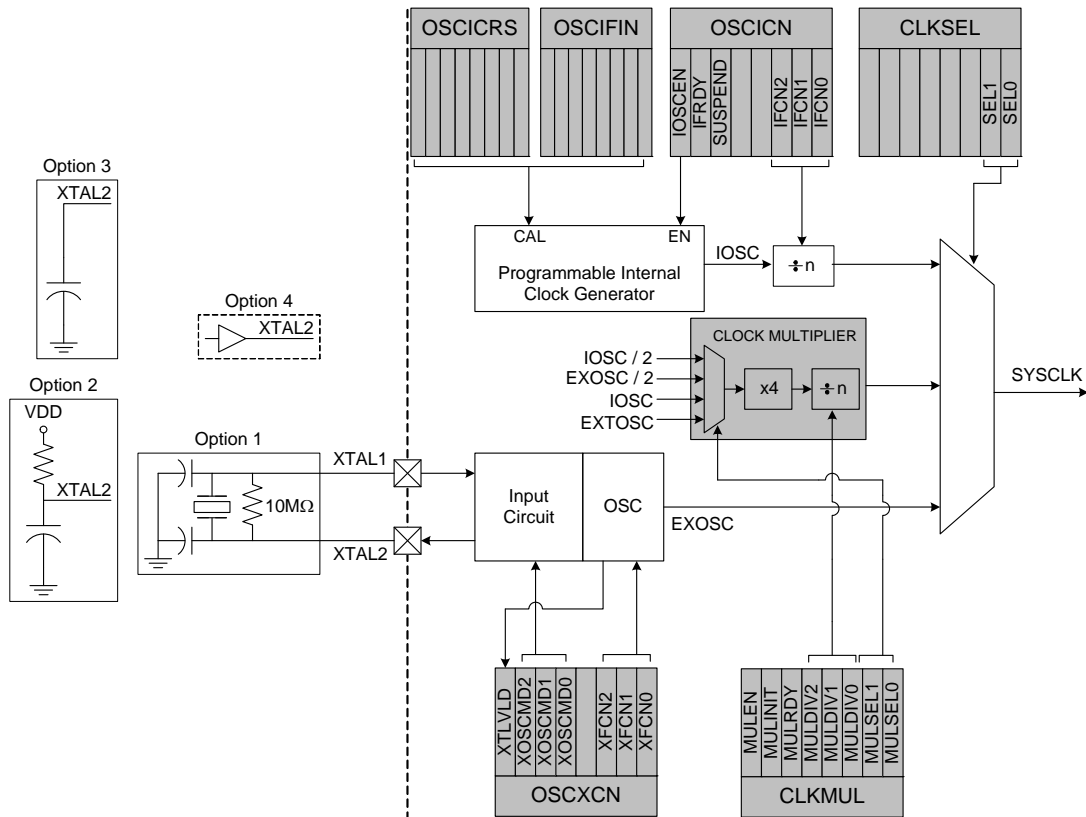 OSCICRS
OSCIFIN
OSCICN
CLKSEL
IOSCEN
IFRDY
SUSPEND
IFCN2
IFCN1
IFCN0
SEL1
SEL0
Option 3
XTAL2
Option 4
XTAL2
Option 2
VDD
XTAL2
Option 1
10MΩ
XTAL1
XTAL2
CAL
EN
Programmable Internal
Clock Generator
IOSC
÷n
CLOCK MULTIPLIER
IOSC / 2
EXOSC / 2
IOSC
EXTOSC
x4
÷n
SYSCLK
Input
Circuit
OSC
EXOSC
XTLVLD
XOSCMD2
XOSCMD1
XOSCMD0
XFCN2
XFCN1
XFCN0
OSCXCN
MULEN
MULINIT
MULRDY
MULDIV2
MULDIV1
MULDIV0
MULSEL1
MULSEL0
CLKMUL